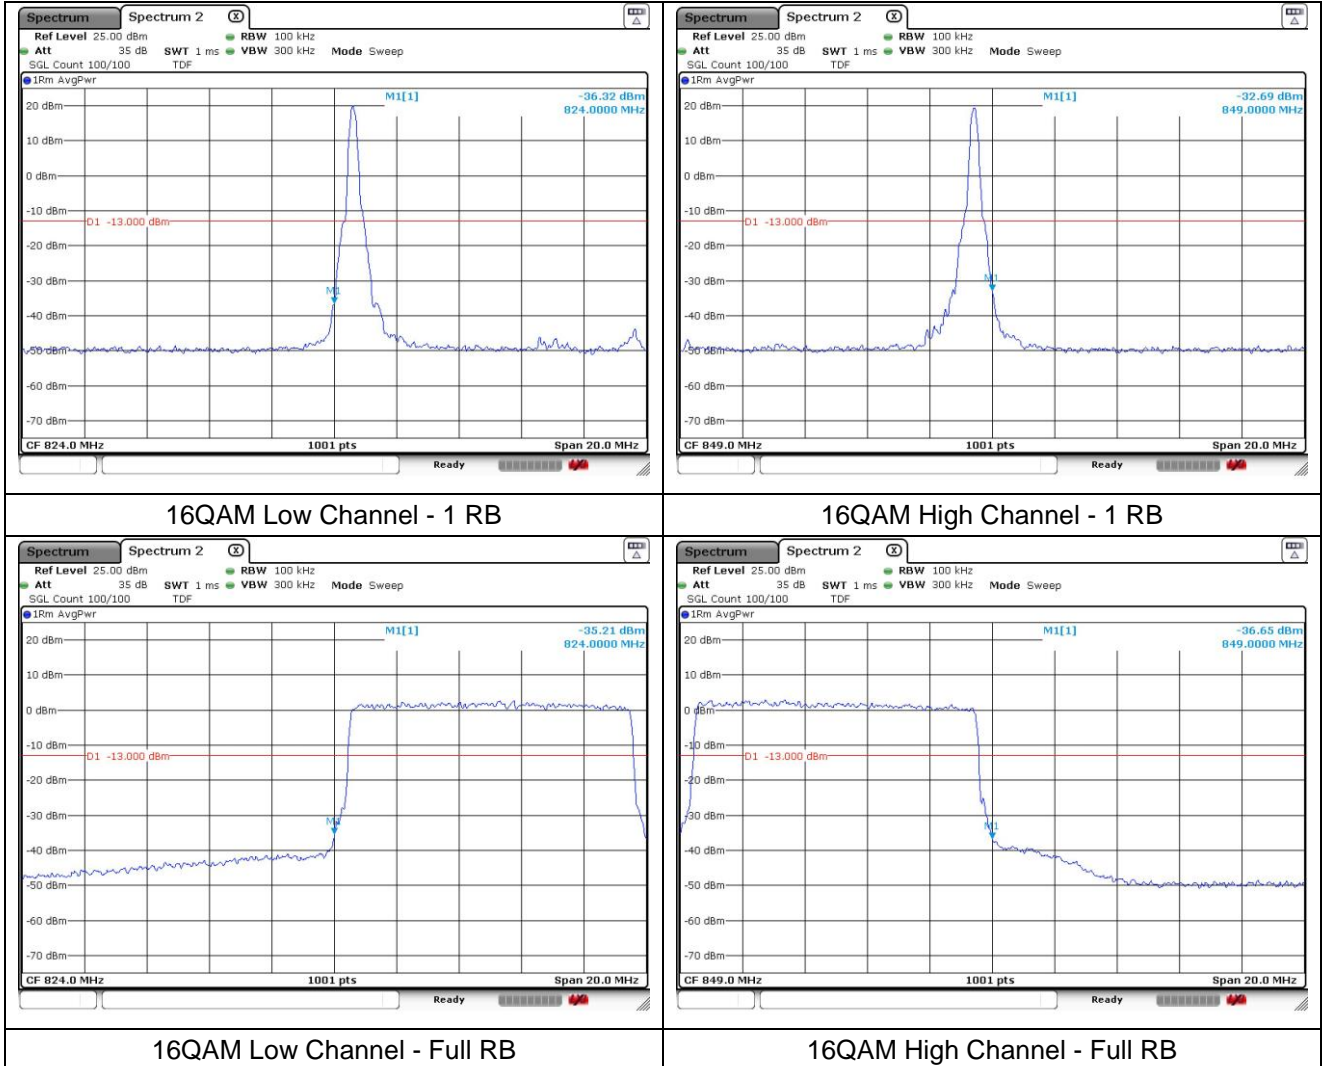 Spectrum Spectrum 2 X
Ref Level 25.00 dBm RBW 100 kHz
Att 35 dB SWT 1 ms VBW 300 kHz Mode Sweep
SGL Count 100/100 TDF
1Rm AvgPwr
M1[1] -36.32 dBm
824.0000 MHz
20 dBm
10 dBm
0 dBm
-10 dBm
D1 -13.000 dBm
-20 dBm
-30 dBm
M1
-40 dBm
-50 dBm
-60 dBm
-70 dBm
CF 824.0 MHz 1001 pts Span 20.0 MHz
Ready
16QAM Low Channel - 1 RB
Spectrum Spectrum 2 X
Ref Level 25.00 dBm RBW 100 kHz
Att 35 dB SWT 1 ms VBW 300 kHz Mode Sweep
SGL Count 100/100 TDF
1Rm AvgPwr
M1[1] -32.69 dBm
849.0000 MHz
20 dBm
10 dBm
0 dBm
-10 dBm
D1 -13.000 dBm
-20 dBm
-30 dBm
M1
-40 dBm
-50 dBm
-60 dBm
-70 dBm
CF 849.0 MHz 1001 pts Span 20.0 MHz
Ready
16QAM High Channel - 1 RB
Spectrum Spectrum 2 X
Ref Level 25.00 dBm RBW 100 kHz
Att 35 dB SWT 1 ms VBW 300 kHz Mode Sweep
SGL Count 100/100 TDF
1Rm AvgPwr
M1[1] -35.21 dBm
824.0000 MHz
20 dBm
10 dBm
0 dBm
-10 dBm
D1 -13.000 dBm
-20 dBm
-30 dBm
M1
-40 dBm
-50 dBm
-60 dBm
-70 dBm
CF 824.0 MHz 1001 pts Span 20.0 MHz
Ready
16QAM Low Channel - Full RB
Spectrum Spectrum 2 X
Ref Level 25.00 dBm RBW 100 kHz
Att 35 dB SWT 1 ms VBW 300 kHz Mode Sweep
SGL Count 100/100 TDF
1Rm AvgPwr
M1[1] -36.65 dBm
849.0000 MHz
20 dBm
10 dBm
0 dBm
-10 dBm
D1 -13.000 dBm
-20 dBm
-30 dBm
M1
-40 dBm
-50 dBm
-60 dBm
-70 dBm
CF 849.0 MHz 1001 pts Span 20.0 MHz
Ready
16QAM High Channel - Full RB